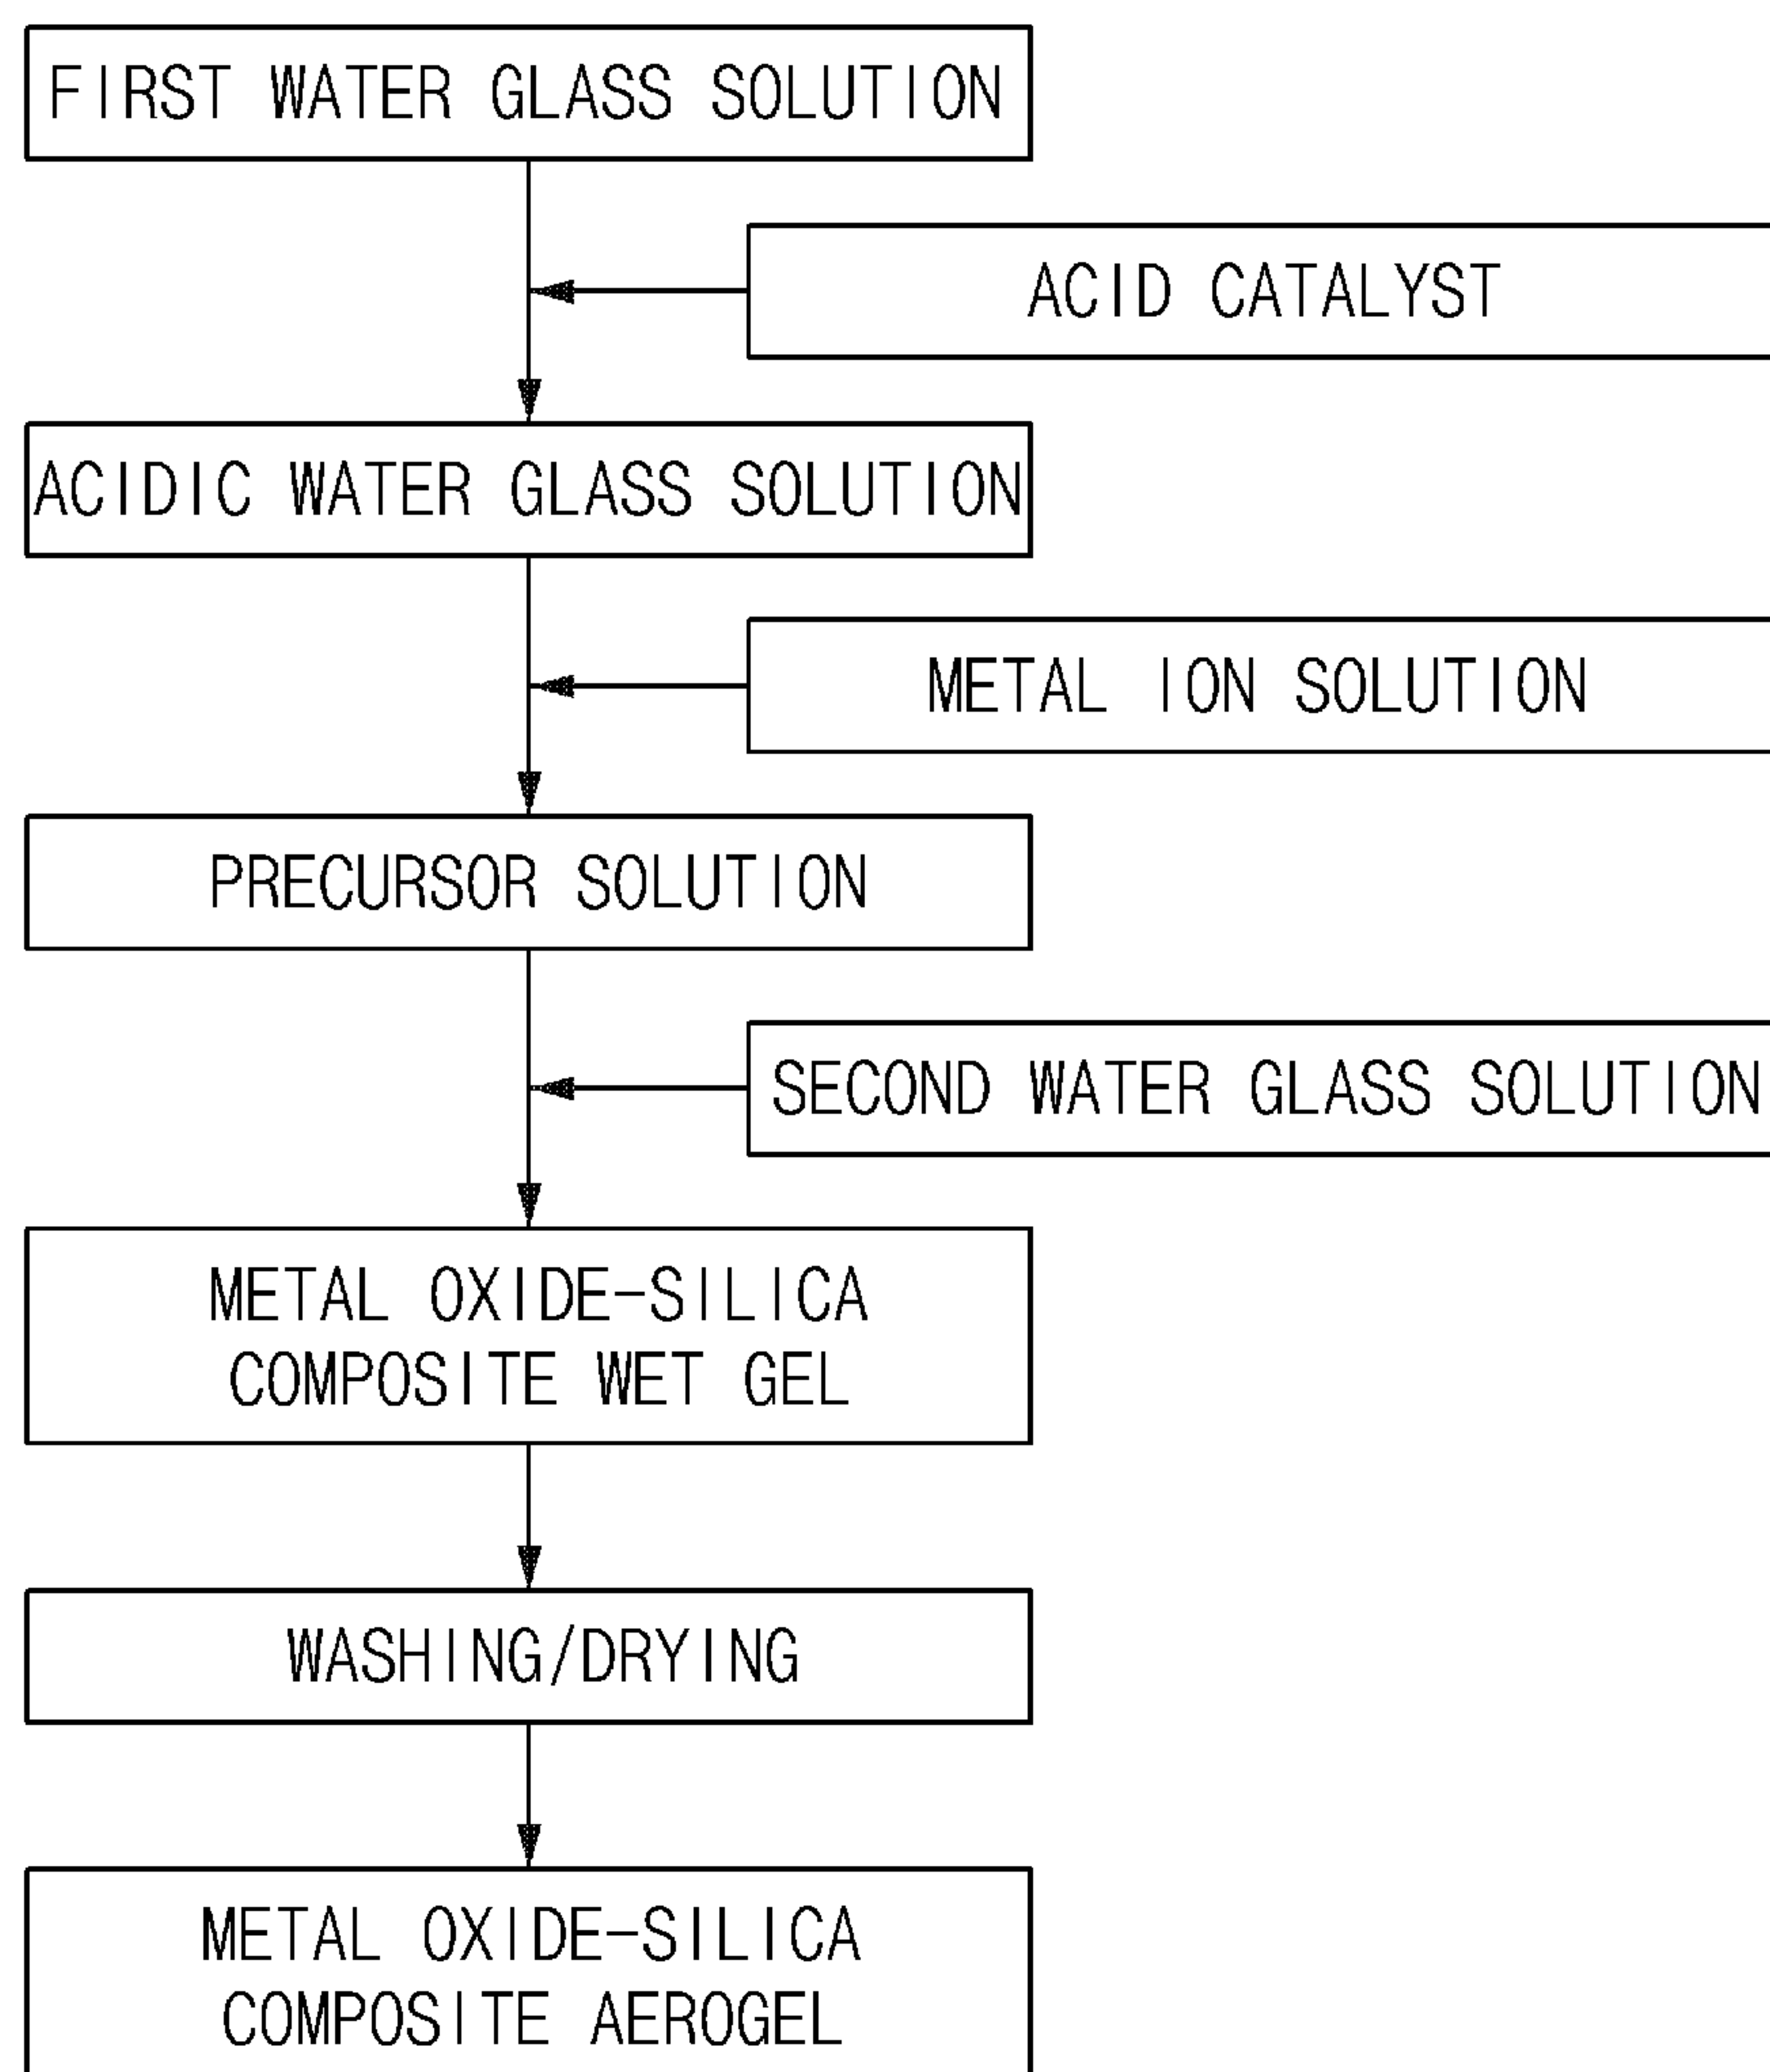 FIRST WATER GLASS SOLUTION
ACID CATALYST
ACIDIC WATER GLASS SOLUTION
METAL ION SOLUTION
PRECURSOR SOLUTION
SECOND WATER GLASS SOLUTION
METAL OXIDE-SILICA
COMPOSITE WET GEL
WASHING/DRYING
METAL OXIDE-SILICA
COMPOSITE AEROGEL